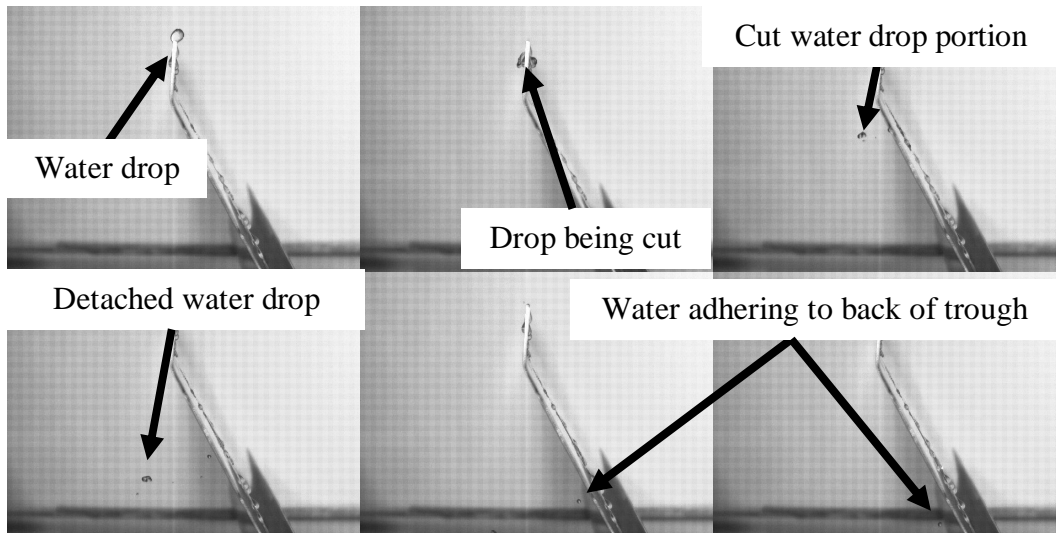 Cut water drop portion
Water drop
Drop being cut
Detached water drop
Water adhering to back of trough